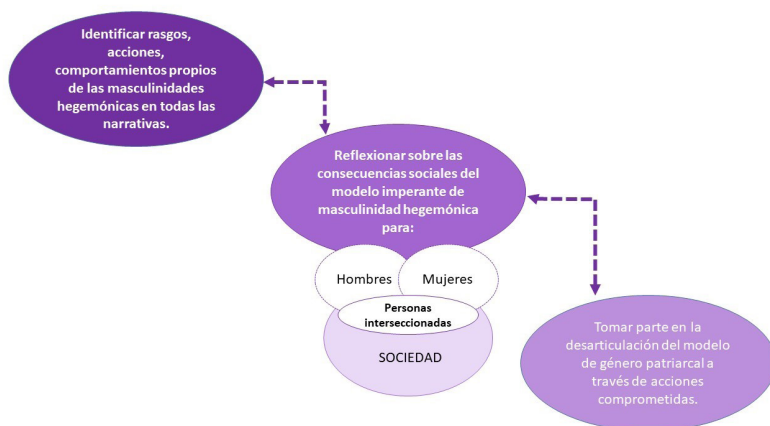 Identificar rasgos,
acciones,
comportamientos propios
de las masculinidades
hegemónicas en todas las
narrativas.
Reflexionar sobre las
consecuencias sociales del
modelo imperante de
masculinidad hegemónica
para:
Hombres
Mujeres
Personas
interseccionadas
SOCIEDAD
Tomar parte en la
desarticulación del modelo
de género patriarcal a
través de acciones
comprometidas.